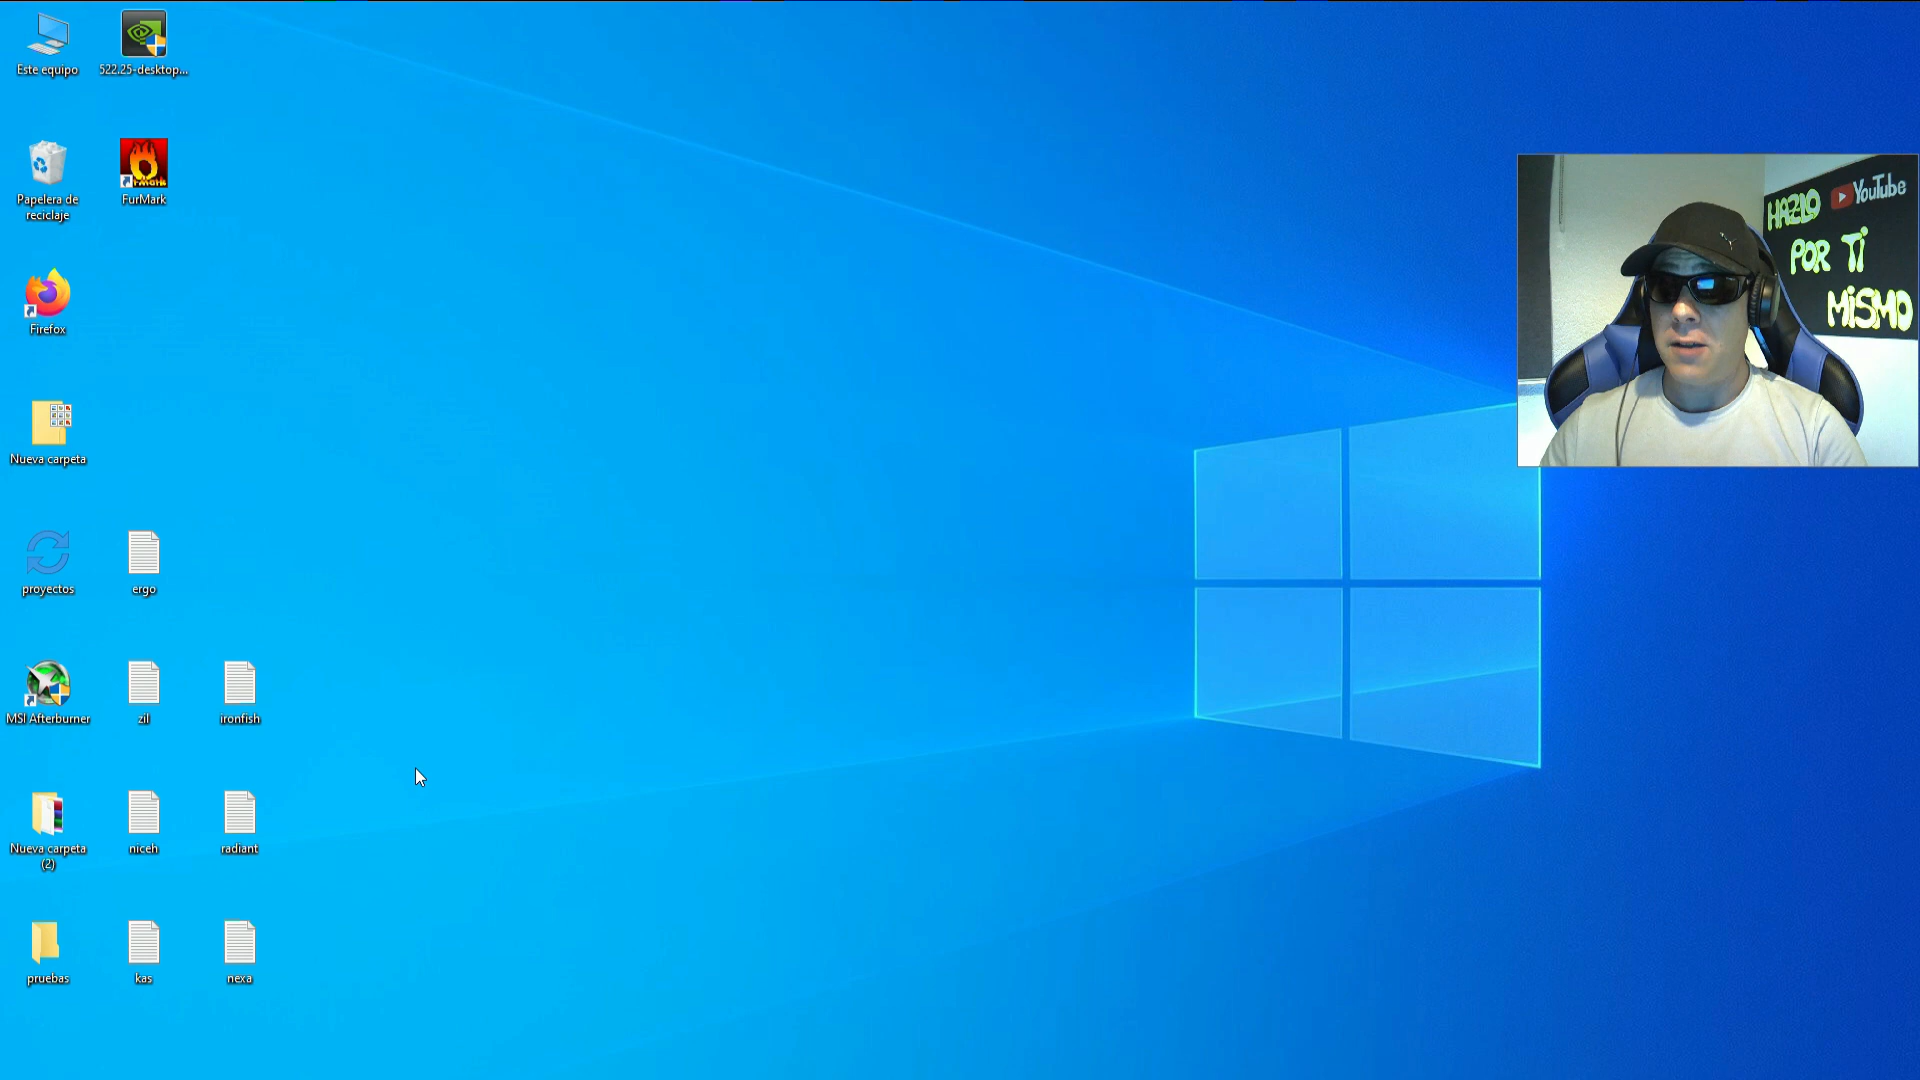 Este equipo
522.25-desktop...
Papelera de
reciclaje
FurMark
Firefox
Nueva carpeta
proyectos
ergo
MSI Afterburner
zil
ironfish
Nueva carpeta
(2)
niceh
radiant
pruebas
kas
nexa
YouTube
HAZLO
POR Ti
MiSMO